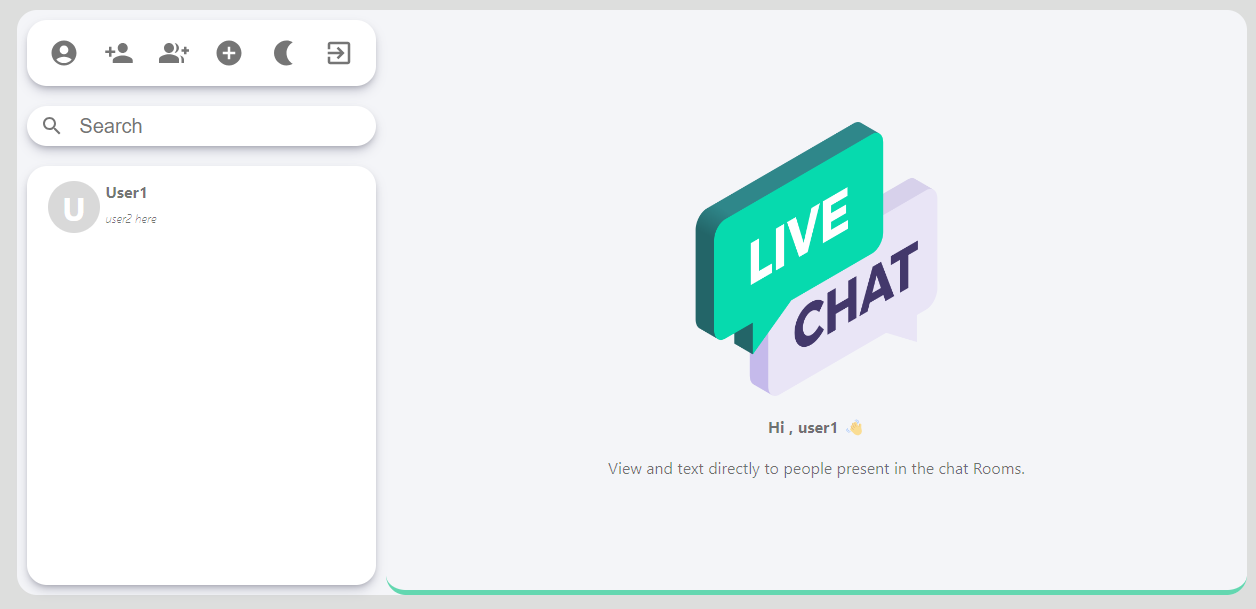 Search
U
User1
user2 here
LIVE
CHAT
Hi , user1 👋
View and text directly to people present in the chat Rooms.